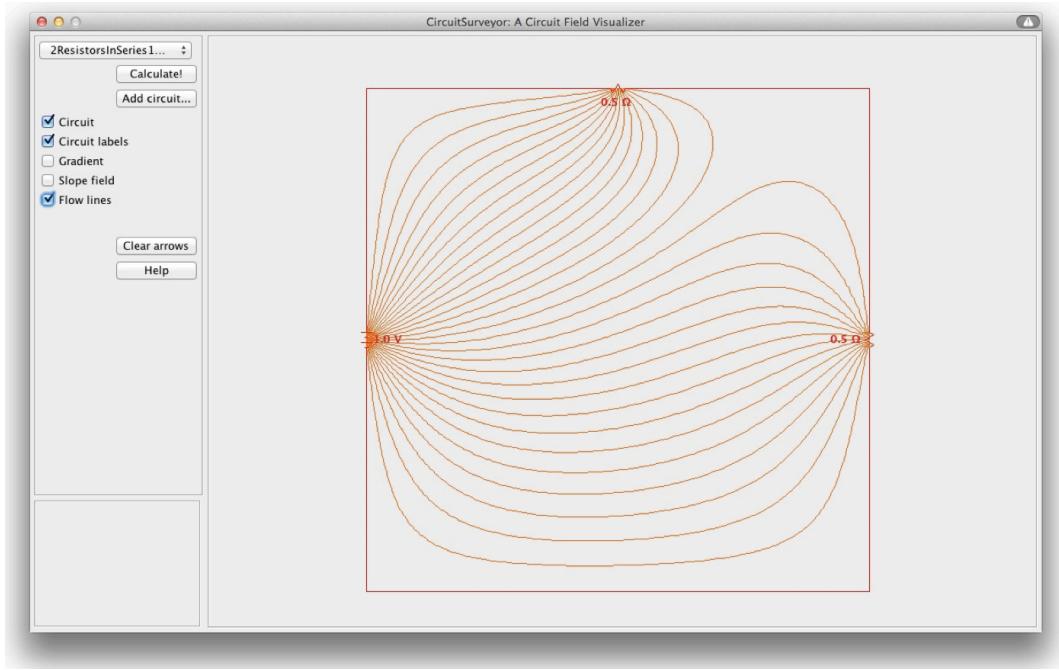 CircuitSurveyor: A Circuit Field Visualizer
2ResistorsInSeries1...
Calculate!
Add circuit...
Circuit
Circuit labels
Gradient
Slope field
Flow lines
Clear arrows
Help
0.5 Ω
1.0 V
0.5 Ω